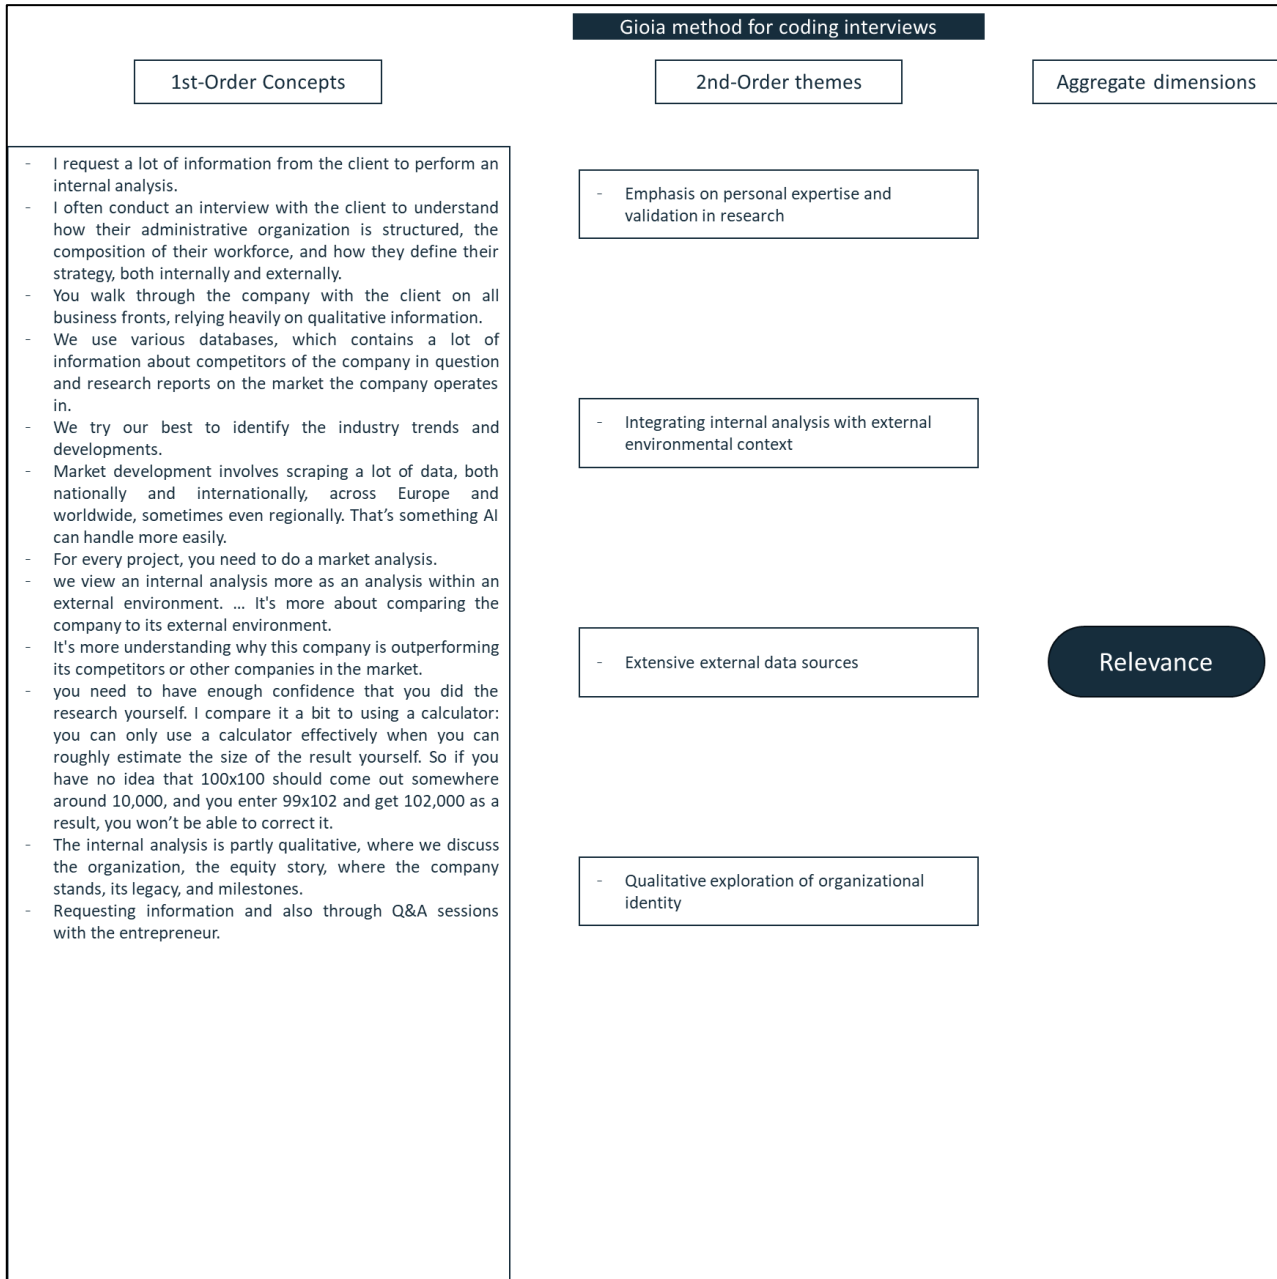 Gioia method for coding interviews
1st-Order Concepts
2nd-Order themes
Aggregate dimensions
- I request a lot of information from the client to perform an
internal analysis.
- I often conduct an interview with the client to understand
how their administrative organization is structured, the
composition of their workforce, and how they define their
strategy, both internally and externally.
- You walk through the company with the client on all
business fronts, relying heavily on qualitative information.
- We use various databases, which contains a lot of
information about competitors of the company in question
and research reports on the market the company operates
in.
- We try our best to identify the industry trends and
developments.
- Market development involves scraping a lot of data, both
nationally and internationally, across Europe and
worldwide, sometimes even regionally. That's something AI
can handle more easily.
- For every project, you need to do a market analysis.
- we view an internal analysis more as an analysis within an
external environment. ... It's more about comparing the
company to its external environment.
- It's more understanding why this company is outperforming
its competitors or other companies in the market.
- you need to have enough confidence that you did the
research yourself. I compare it a bit to using a calculator:
you can only use a calculator effectively when you can
roughly estimate the size of the result yourself. So if you
have no idea that 100x100 should come out somewhere
around 10,000, and you enter 99x102 and get 102,000 as a
result, you won't be able to correct it.
- The internal analysis is partly qualitative, where we discuss
the organization, the equity story, where the company
stands, its legacy, and milestones.
- Requesting information and also through Q&A sessions
with the entrepreneur.
- Emphasis on personal expertise and
validation in research
- Integrating internal analysis with external
environmental context
- Extensive external data sources
- Qualitative exploration of organizational
identity
Relevance